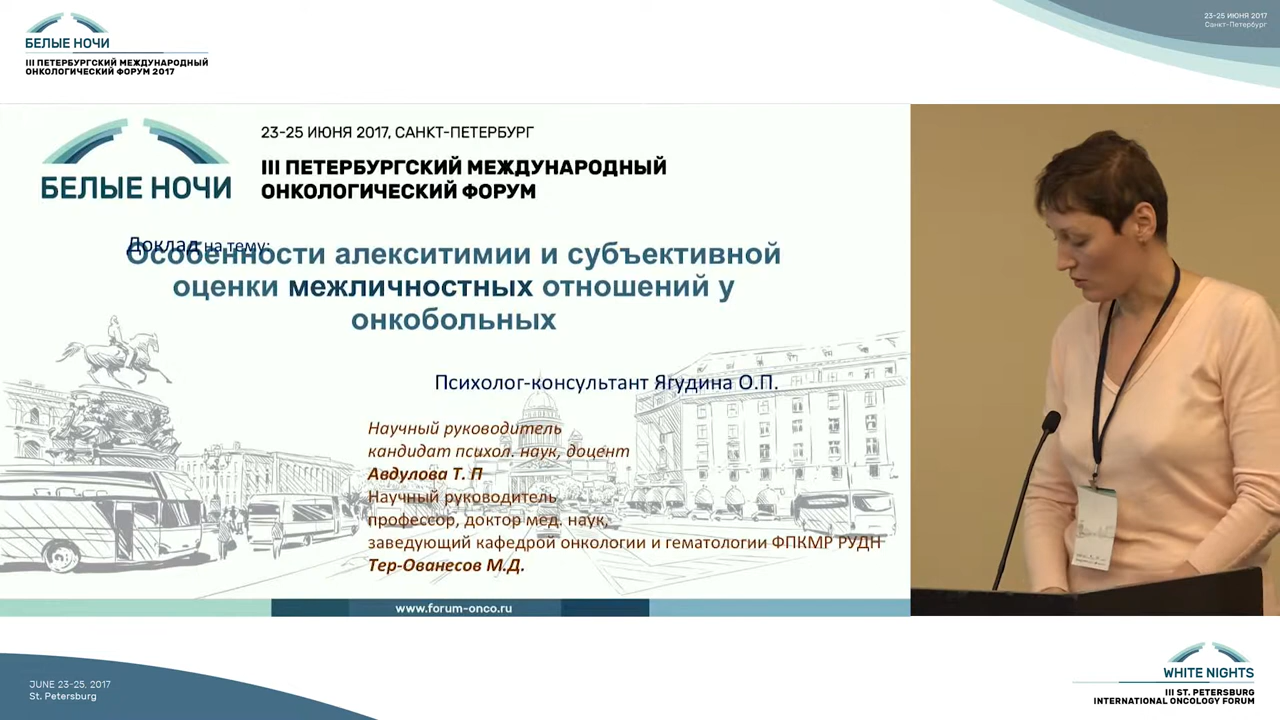 БЕЛЫЕ НОЧИ
III ПЕТЕРБУРГСКИЙ МЕЖДУНАРОДНЫЙ
ОНКОЛОГИЧЕСКИЙ ФОРУМ 2017
23-25 ИЮНЯ 2017
Санкт-Петербург
БЕЛЫЕ НОЧИ
23-25 ИЮНЯ 2017, САНКТ-ПЕТЕРБУРГ
III ПЕТЕРБУРГСКИЙ МЕЖДУНАРОДНЫЙ
ОНКОЛОГИЧЕСКИЙ ФОРУМ
Доклад на тему:
Особенности алекситимии и субъективной
оценки межличностных отношений у
онкобольных
Психолог-консультант Ягудина О.П.
Научный руководитель
кандидат психол. наук, доцент
Авдулова Т. П
Научный руководитель
профессор, доктор мед. наук,
заведующий кафедрой онкологии и гематологии ФПКМР РУДН
Тер-Ованесов М.Д.
www.forum-onco.ru
JUNE 23-25, 2017
St. Petersburg
WHITE NIGHTS
III ST. PETERSBURG
INTERNATIONAL ONCOLOGY FORUM